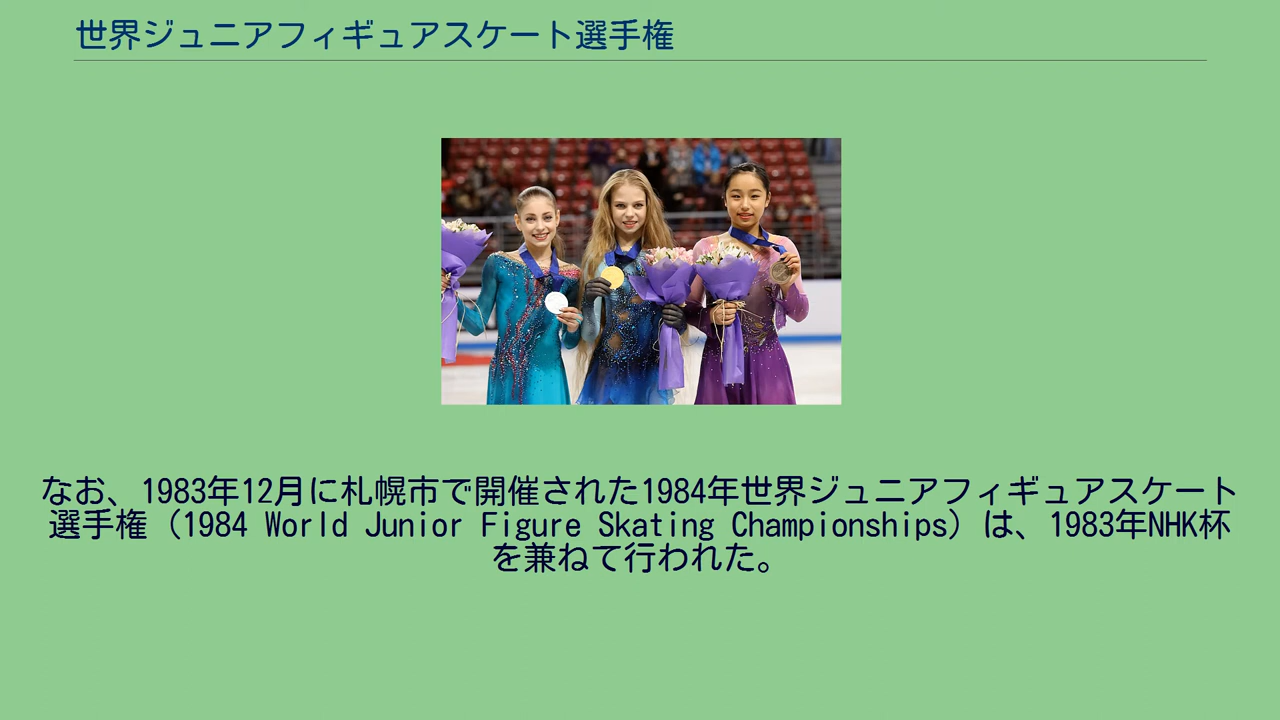 世界ジュニアフィギュアスケート選手権
なお、1983年12月に札幌市で開催された1984年世界ジュニアフィギュアスケート
選手権（1984 World Junior Figure Skating Championships）は、1983年NHK杯
を兼ねて行われた。